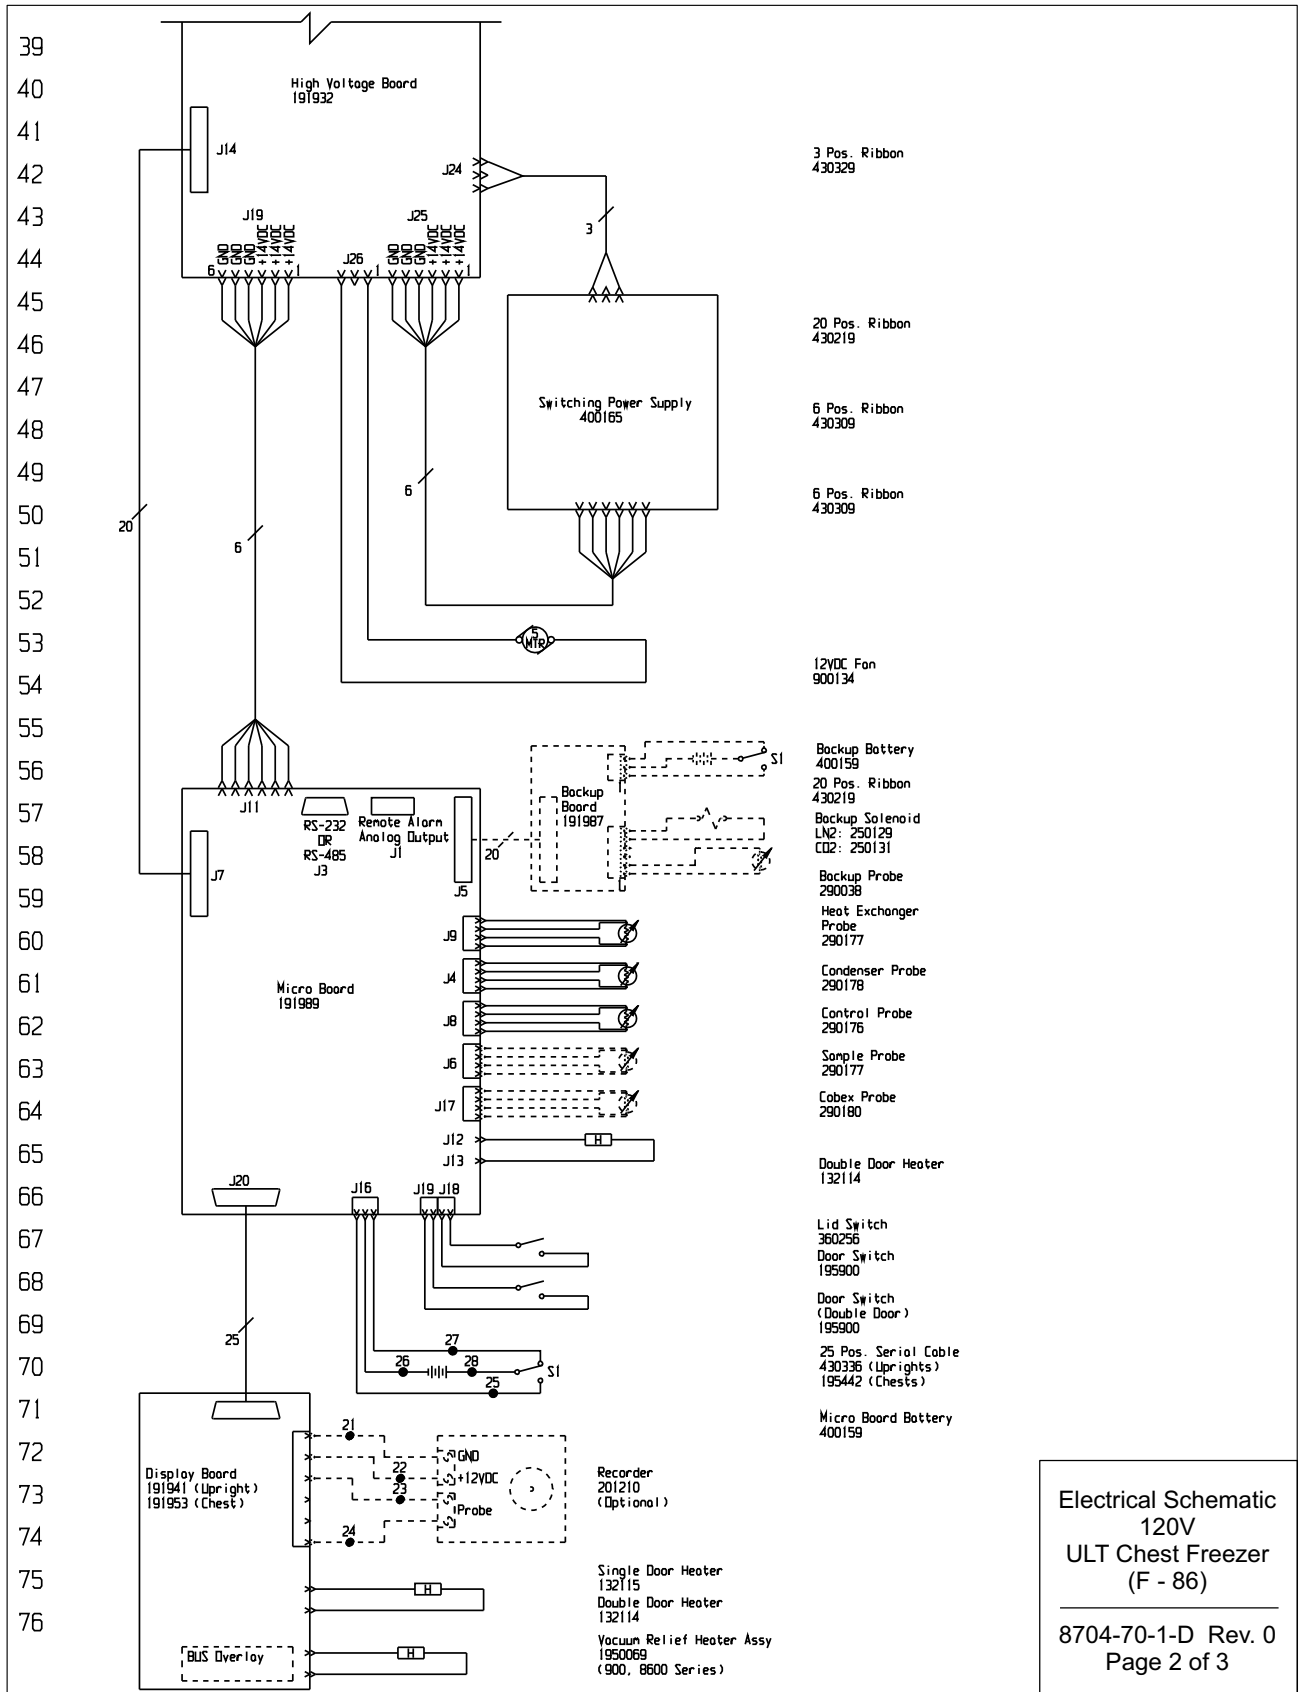 39
40
41
42
43
44
45
46
47
48
49
50
51
52
53
54
55
56
57
58
59
60
61
62
63
64
65
66
67
68
69
70
71
72
73
74
75
76
High Voltage Board
191932
J14
J24
J19
J25
GND
GND
GND
+14VDC
+14VDC
+14VDC
GND
GND
GND
+14VDC
+14VDC
+14VDC
6
1
J26
1
1
3
Switching Power Supply
400165
20
6
6
5
MTR
J11
RS-232
OR
RS-485
J3
Remote Alarm
Analog Output
J1
J7
J5
20
Backup
Board
191987
S1
J9
J4
J8
J6
J17
J12
J13
H
Micro Board
191989
J20
J16
J19
J18
25
27
26
28
S1
25
Display Board
191941 (Upright)
191953 (Chest)
21
22
23
24
GND
+12VDC
Probe
Recorder
201210
(Optional)
H
Single Door Heater
132115
Double Door Heater
132114
BUS Overlay
H
Vacuum Relief Heater Assy
1950069
(900, 8600 Series)
3 Pos. Ribbon
430329
20 Pos. Ribbon
430219
6 Pos. Ribbon
430309
6 Pos. Ribbon
430309
12VDC Fan
900134
Backup Battery
400159
20 Pos. Ribbon
430219
Backup Solenoid
LN2: 250129
CO2: 250131
Backup Probe
290038
Heat Exchanger
Probe
290177
Condenser Probe
290178
Control Probe
290176
Sample Probe
290177
Cobex Probe
290180
Double Door Heater
132114
Lid Switch
360256
Door Switch
195900
Door Switch
(Double Door)
195900
25 Pos. Serial Cable
430336 (Uprights)
195442 (Chests)
Micro Board Battery
400159
Electrical Schematic
120V
ULT Chest Freezer
(F - 86)
8704-70-1-D Rev. 0
Page 2 of 3